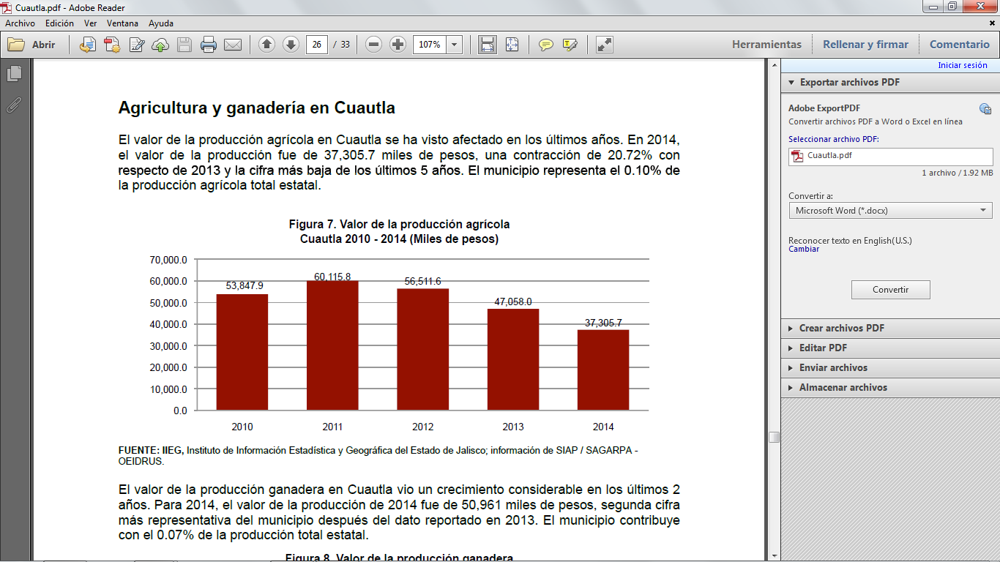 Cuautla.pdf - Adobe Reader
Archivo Edición Ver Ventana Ayuda
Abrir 26 / 33 107% Herramientas Rellenar y firmar Comentario
Iniciar sesión
Agricultura y ganadería en Cuautla
El valor de la producción agrícola en Cuautla se ha visto afectado en los últimos años. En 2014,
el valor de la producción fue de 37,305.7 miles de pesos, una contracción de 20.72% con
respecto de 2013 y la cifra más baja de los últimos 5 años. El municipio representa el 0.10% de
la producción agrícola total estatal.
Figura 7. Valor de la producción agrícola
Cuautla 2010 - 2014 (Miles de pesos)
70,000.0
60,000.0
50,000.0
40,000.0
30,000.0
20,000.0
10,000.0
0.0
53,847.9
60,115.8
56,511.6
47,058.0
37,305.7
2010 2011 2012 2013 2014
FUENTE: IIEG, Instituto de Información Estadística y Geográfica del Estado de Jalisco; información de SIAP / SAGARPA -
OEIDRUS.
El valor de la producción ganadera en Cuautla vio un crecimiento considerable en los últimos 2
años. Para 2014, el valor de la producción de 2014 fue de 50,961 miles de pesos, segunda cifra
más representativa del municipio después del dato reportado en 2013. El municipio contribuye
con el 0.07% de la producción total estatal.
Figura 8. Valor de la producción ganadera
Exportar archivos PDF
Adobe ExportPDF
Convertir archivos PDF a Word o Excel en línea
Seleccionar archivo PDF:
Cuautla.pdf
1 archivo / 1.92 MB
Convertir a:
Microsoft Word (*.docx)
Reconocer texto en English(U.S.)
Cambiar
Convertir
Crear archivos PDF
Editar PDF
Enviar archivos
Almacenar archivos